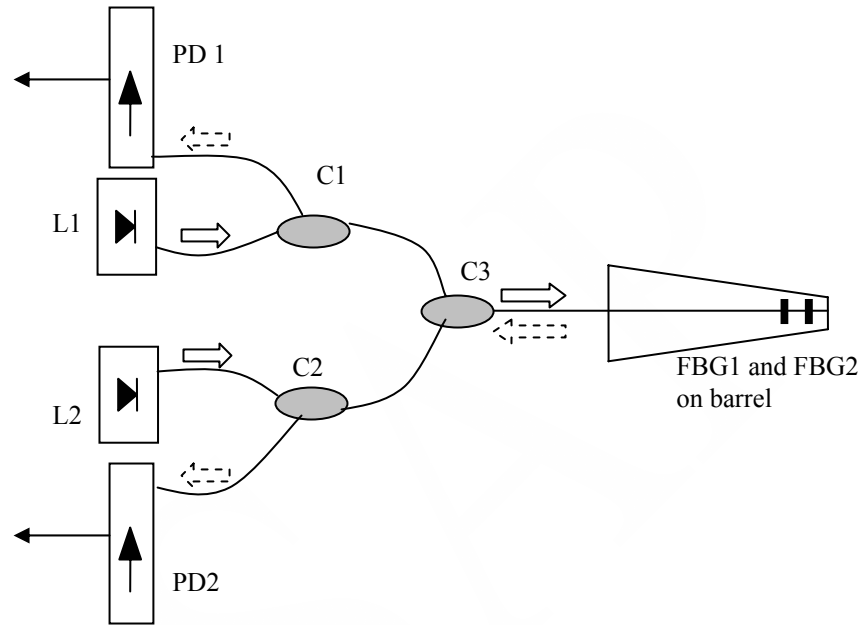 PD 1
C1
L1
C3
C2
FBG1 and FBG2
on barrel
L2
PD2